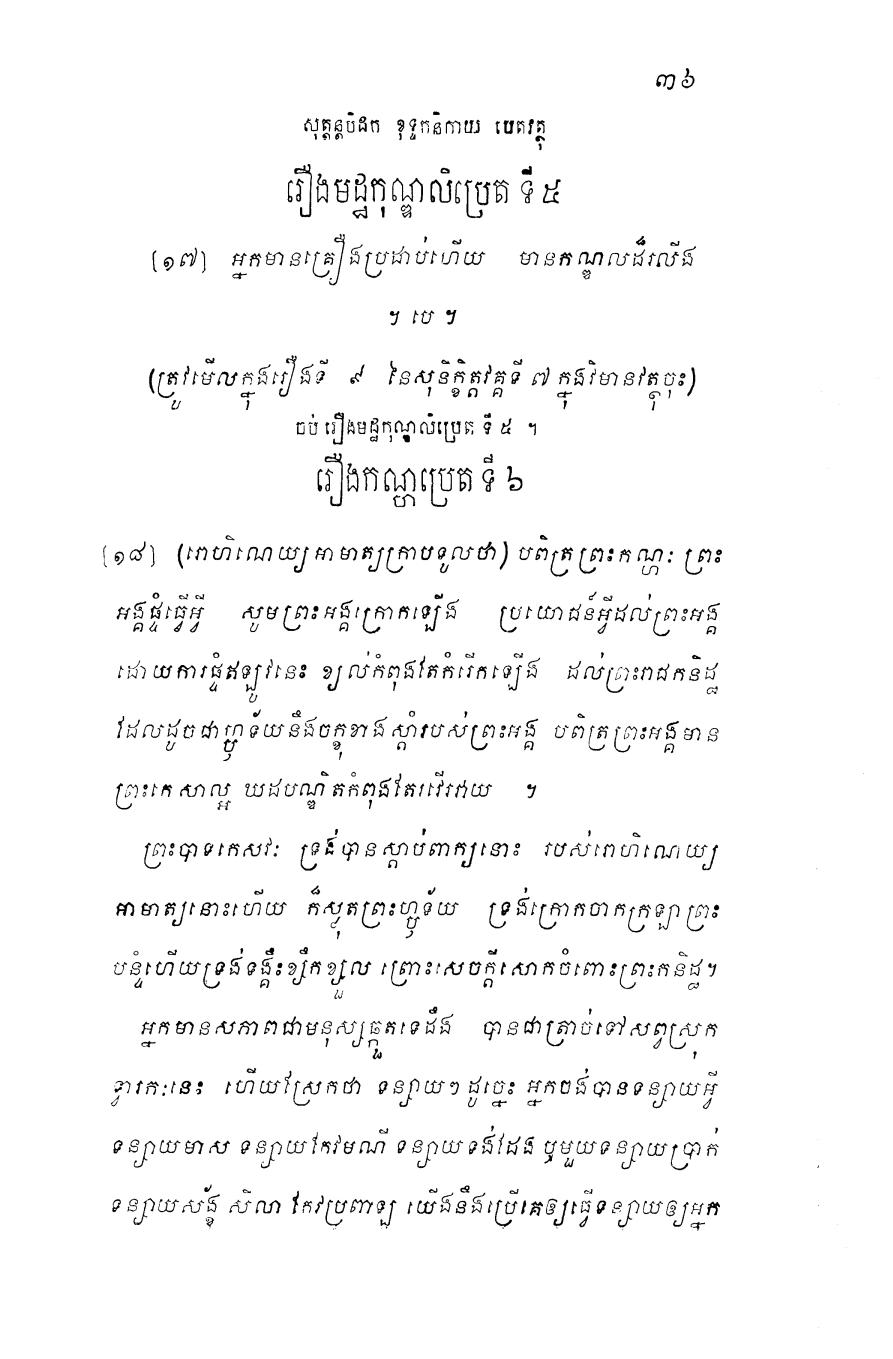 ៣៦
សុត្តន្តបិដក ខុទ្ទកនិកាយ បេតវត្ថុ
រឿងមដ្ឋកុណ្ឌលិប្រេត ទី ៥
[១៧] អ្នកមានគ្រឿងប្រដាប់ហើយ មានកណ្ឌលដ៏រលើង
។ បេ ។
(ត្រូវមើលក្នុងរឿងទី ៩ នៃសុនិក្ខិត្តវគ្គទី ៧ ក្នុងវិមានវត្ថុចុះ)
ចប់ រឿងមដ្ឋកុណ្ឌលិប្រេត ទី ៥ ។
រឿងកណ្ហប្រេត ទី ៦
[១៨] (រោហិណេយ្យអាមាត្យក្រាបទូលថា) បពិត្រព្រះកណ្ហៈ ព្រះ
អង្គផ្ទំធ្វើអ្វី សូមព្រះអង្គក្រោកឡើង ប្រយោជន៍អ្វីដល់ព្រះអង្គ
ដោយការផ្ទំឥឡូវនេះ ខ្យល់កំពុងតែកំរើកឡើង ដល់ព្រះរាជកនិដ្ឋ
ដែលដូចជាហ្ឫទ័យនឹងចក្ខុខាងស្តាំរបស់ព្រះអង្គ បពិត្រព្រះអង្គមាន
ព្រះកេសាល្អ ឃដបណ្ឌិតកំពុងតែរវើរវាយ ។
ព្រះបាទកេសវៈ ទ្រង់បានស្តាប់ពាក្យនោះ របស់រោហិណេយ្យ
អាមាត្យនោះហើយ ក៏ស្លុតព្រះហ្ឫទ័យ ទ្រង់ក្រោកចាកក្រឡាព្រះ
បន្ទំហើយទ្រង់ទង្គឹះខ្សឹកខ្សួល ព្រោះសេចក្តីសោកចំពោះព្រះកនិដ្ឋ។
អ្នកមានសភាពជាមនុស្សឆ្កួតទេដឹង បានជាត្រាច់ទៅសព្វស្រុក
ទ្វារកៈនេះ ហើយស្រែកថា ទន្សាយៗ ដូច្នេះ អ្នកចង់បានទន្សាយអ្វី
ទន្សាយមាស ទន្សាយកែវមណី ទន្សាយទង់ដែង ឬមួយទន្សាយប្រាក់
ទន្សាយស័ង្ខ សិលា កែវប្រពាឡ យើងនឹងប្រើគេឲ្យធ្វើទន្សាយឲ្យអ្នក